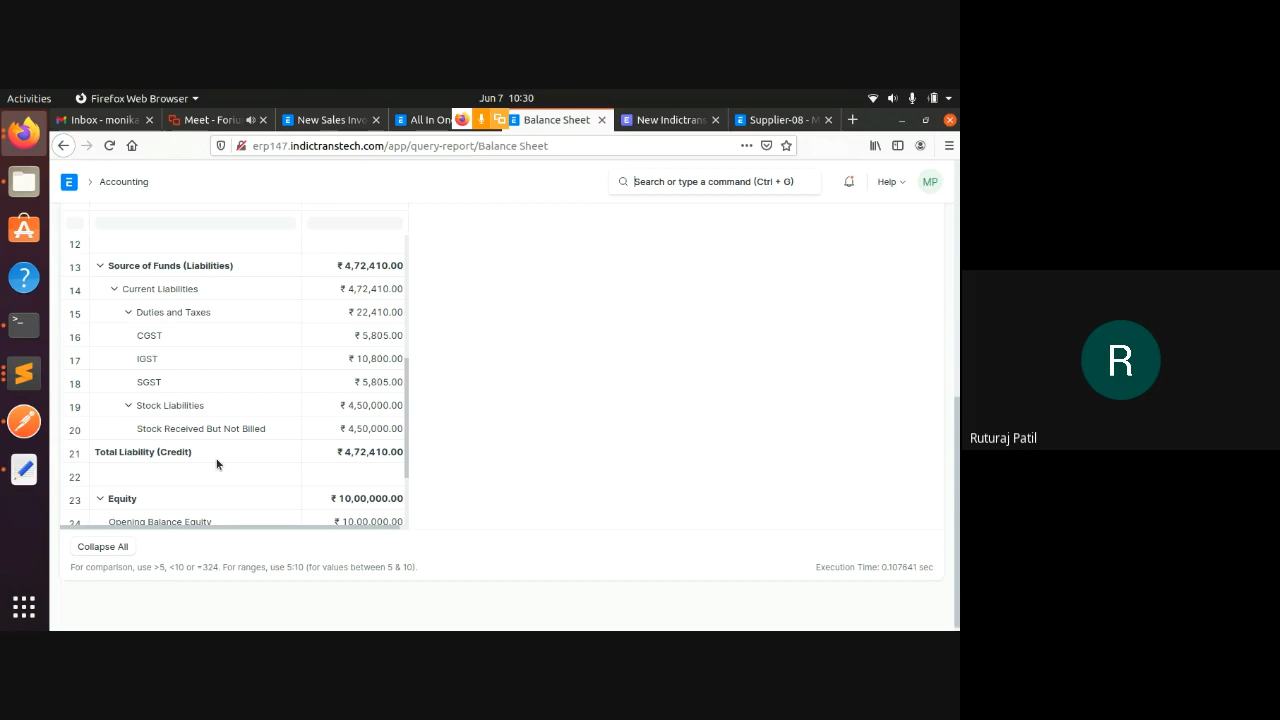 Activities Firefox Web Browser Jun 7 10:30
Inbox - monika Meet - Foriu New Sales Invo All In On Balance Sheet New Indictrans Supplier-08 - M
erp147.indictranstech.com/app/query-report/Balance Sheet
E Accounting Search or type a command (Ctrl + G) Help MP
12
13 Source of Funds (Liabilities) ₹ 4,72,410.00
14 Current Liabilities ₹ 4,72,410.00
15 Duties and Taxes ₹ 22,410.00
16 CGST ₹ 5,805.00
17 IGST ₹ 10,800.00
18 SGST ₹ 5,805.00
19 Stock Liabilities ₹ 4,50,000.00
20 Stock Received But Not Billed ₹ 4,50,000.00
21 Total Liability (Credit) ₹ 4,72,410.00
22
23 Equity ₹ 10,00,000.00
24 Opening Balance Equity ₹ 10,00,000.00
Collapse All
For comparison, use >5, <10 or =324. For ranges, use 5:10 (for values between 5 & 10). Execution Time: 0.107641 sec
R
Ruturaj Patil